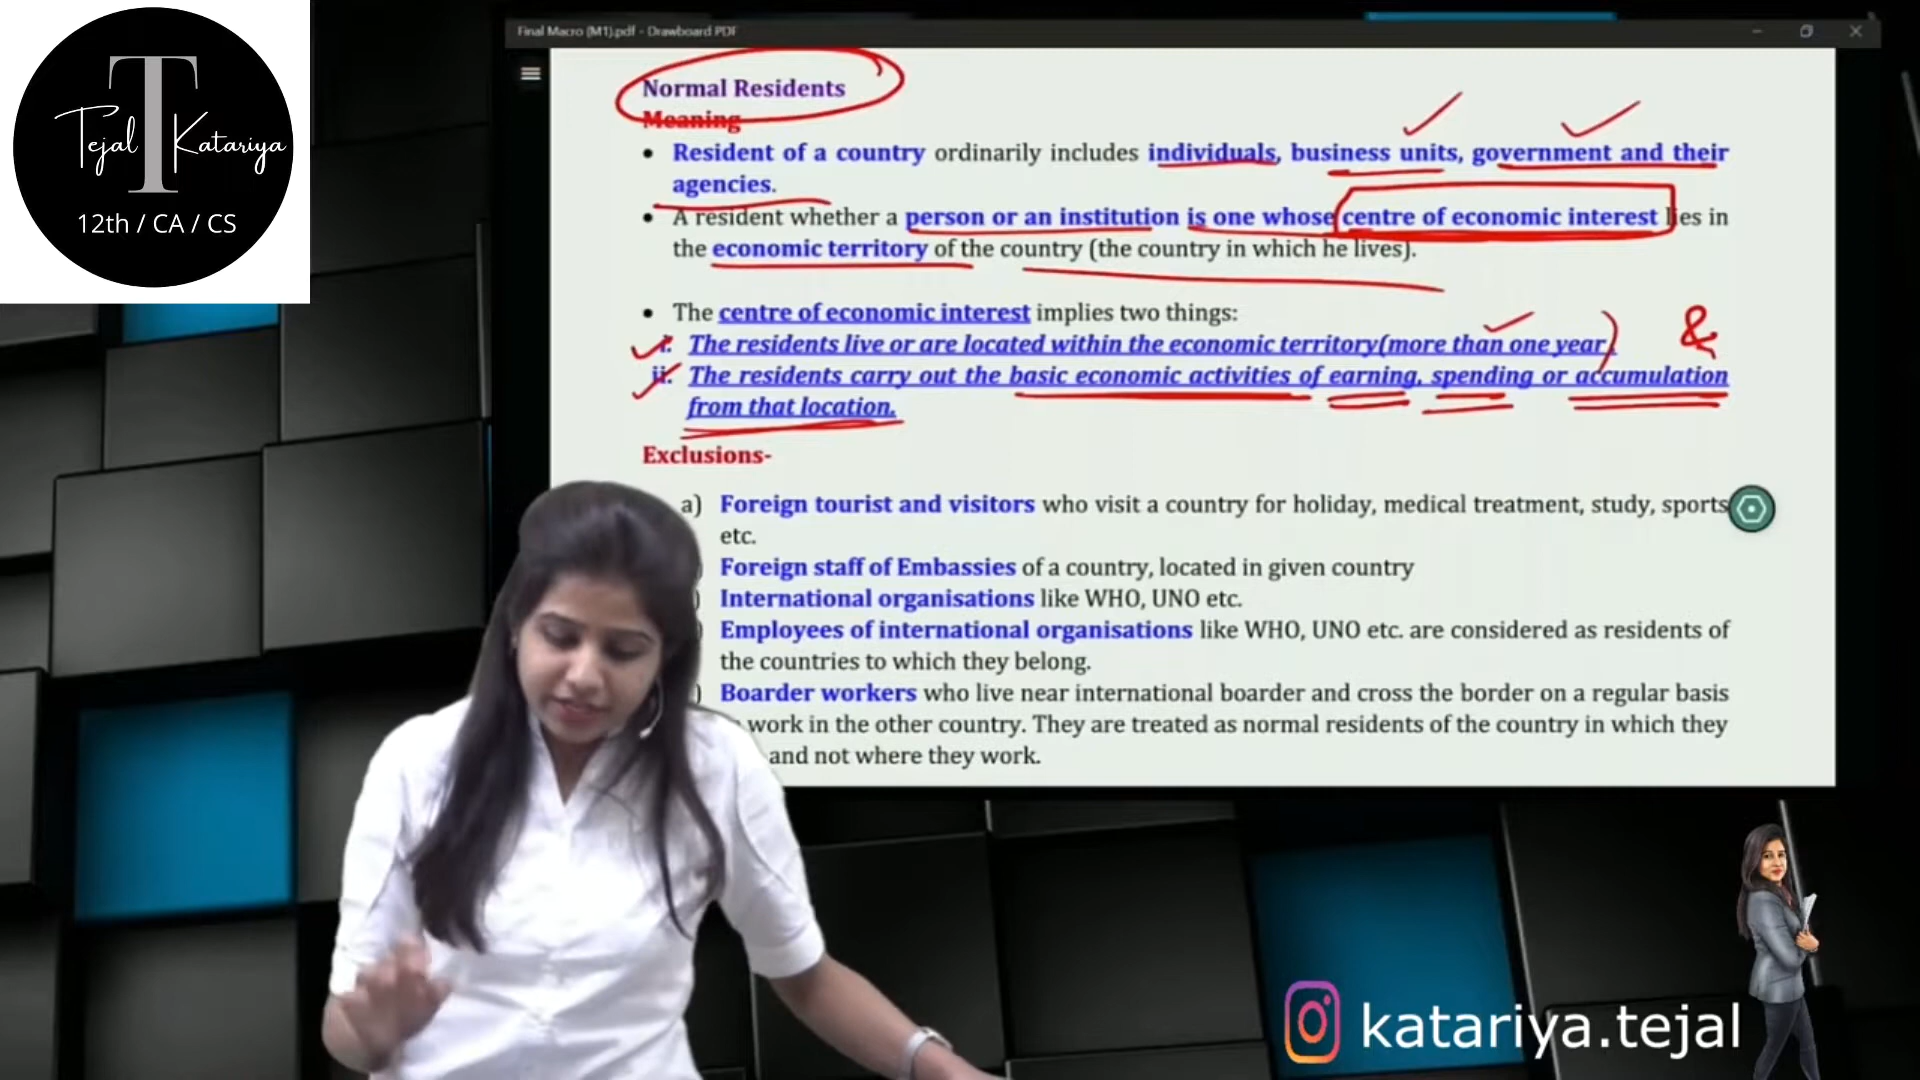 Tejal
T
Katariya
12th / CA / CS
Final Macro (M1).pdf - Drawboard PDF
Normal Residents
Meaning
• Resident of a country ordinarily includes individuals, business units, government and their
agencies.
• A resident whether a person or an institution is one whose centre of economic interest lies in
the economic territory of the country (the country in which he lives).
• The centre of economic interest implies two things:
i. The residents live or are located within the economic territory(more than one year) &
ii. The residents carry out the basic economic activities of earning, spending or accumulation
from that location.
Exclusions-
a) Foreign tourist and visitors who visit a country for holiday, medical treatment, study, sports
etc.
) Foreign staff of Embassies of a country, located in given country
) International organisations like WHO, UNO etc.
) Employees of international organisations like WHO, UNO etc. are considered as residents of
the countries to which they belong.
) Boarder workers who live near international boarder and cross the border on a regular basis
work in the other country. They are treated as normal residents of the country in which they
and not where they work.
katariya.tejal